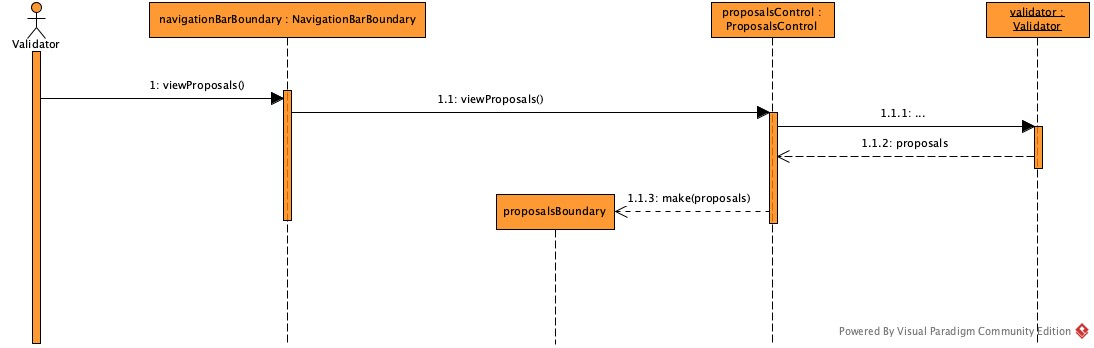 Validator
navigationBarBoundary : NavigationBarBoundary
proposalsControl :
ProposalsControl
validator :
Validator
1: viewProposals()
1.1: viewProposals()
1.1.1: ...
1.1.2: proposals
1.1.3: make(proposals)
proposalsBoundary
Powered By Visual Paradigm Community Edition